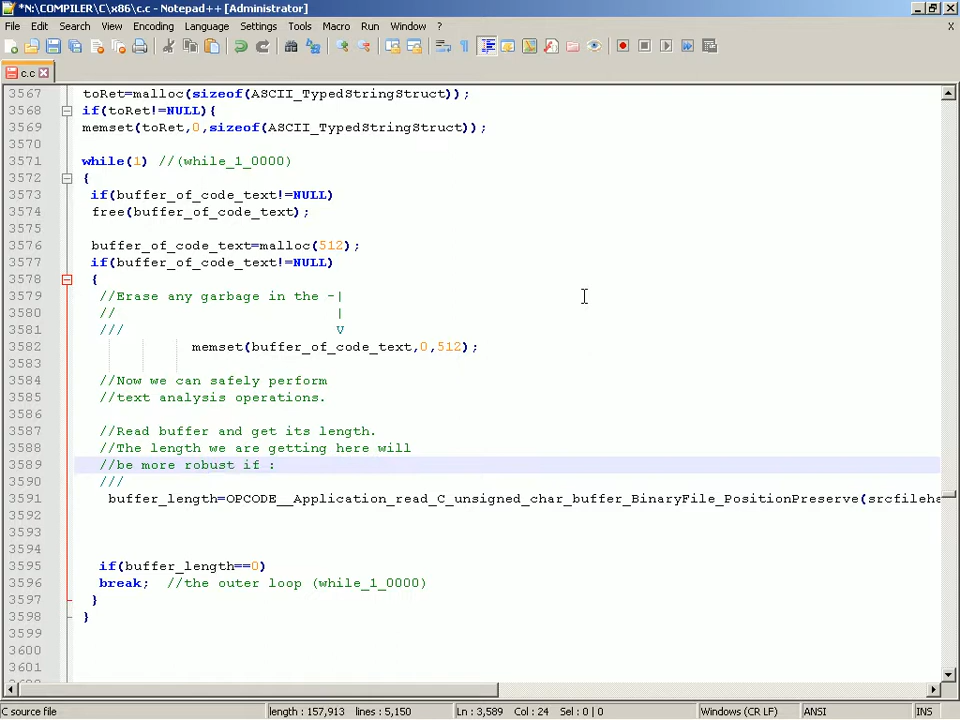 *N:\COMPILER\C\x86\c.c - Notepad++ [Administrator]
File Edit Search View Encoding Language Settings Tools Macro Run Window ? X
c.c
3567 toRet=malloc(sizeof(ASCII_TypedStringStruct));
3568 if(toRet!=NULL){
3569 memset(toRet,0,sizeof(ASCII_TypedStringStruct));
3570
3571 while(1) //(while_1_0000)
3572 {
3573 if(buffer_of_code_text!=NULL)
3574 free(buffer_of_code_text);
3575
3576 buffer_of_code_text=malloc(512);
3577 if(buffer_of_code_text!=NULL)
3578 {
3579 //Erase any garbage in the -|
3580 // |
3581 /// V
3582 memset(buffer_of_code_text,0,512);
3583
3584 //Now we can safely perform
3585 //text analysis operations.
3586
3587 //Read buffer and get its length.
3588 //The length we are getting here will
3589 //be more robust if :
3590 ///
3591 buffer_length=OPCODE__Application_read_C_unsigned_char_buffer_BinaryFile_PositionPreserve(srcfileha
3592
3593
3594
3595 if(buffer_length==0)
3596 break; //the outer loop (while_1_0000)
3597 }
3598 }
3599
3600
3601
C source file length : 157,913 lines : 5,150 Ln : 3,589 Col : 24 Sel : 0 | 0 Windows (CR LF) ANSI INS